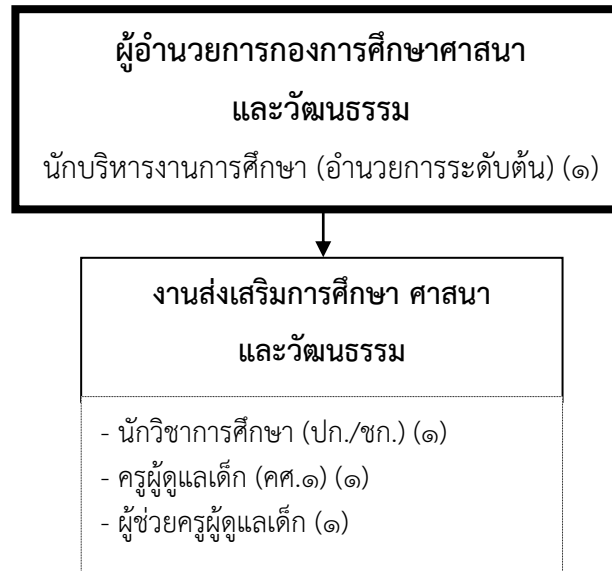 ผู้อำนวยการกองการศึกษาศาสนา
และวัฒนธรรม
นักบริหารงานการศึกษา (อำนวยการระดับต้น) (๑)
งานส่งเสริมการศึกษา ศาสนา
และวัฒนธรรม
- นักวิชาการศึกษา (ปก./ชก.) (๑)
- ครูผู้ดูแลเด็ก (คศ.๑) (๑)
- ผู้ช่วยครูผู้ดูแลเด็ก (๑)